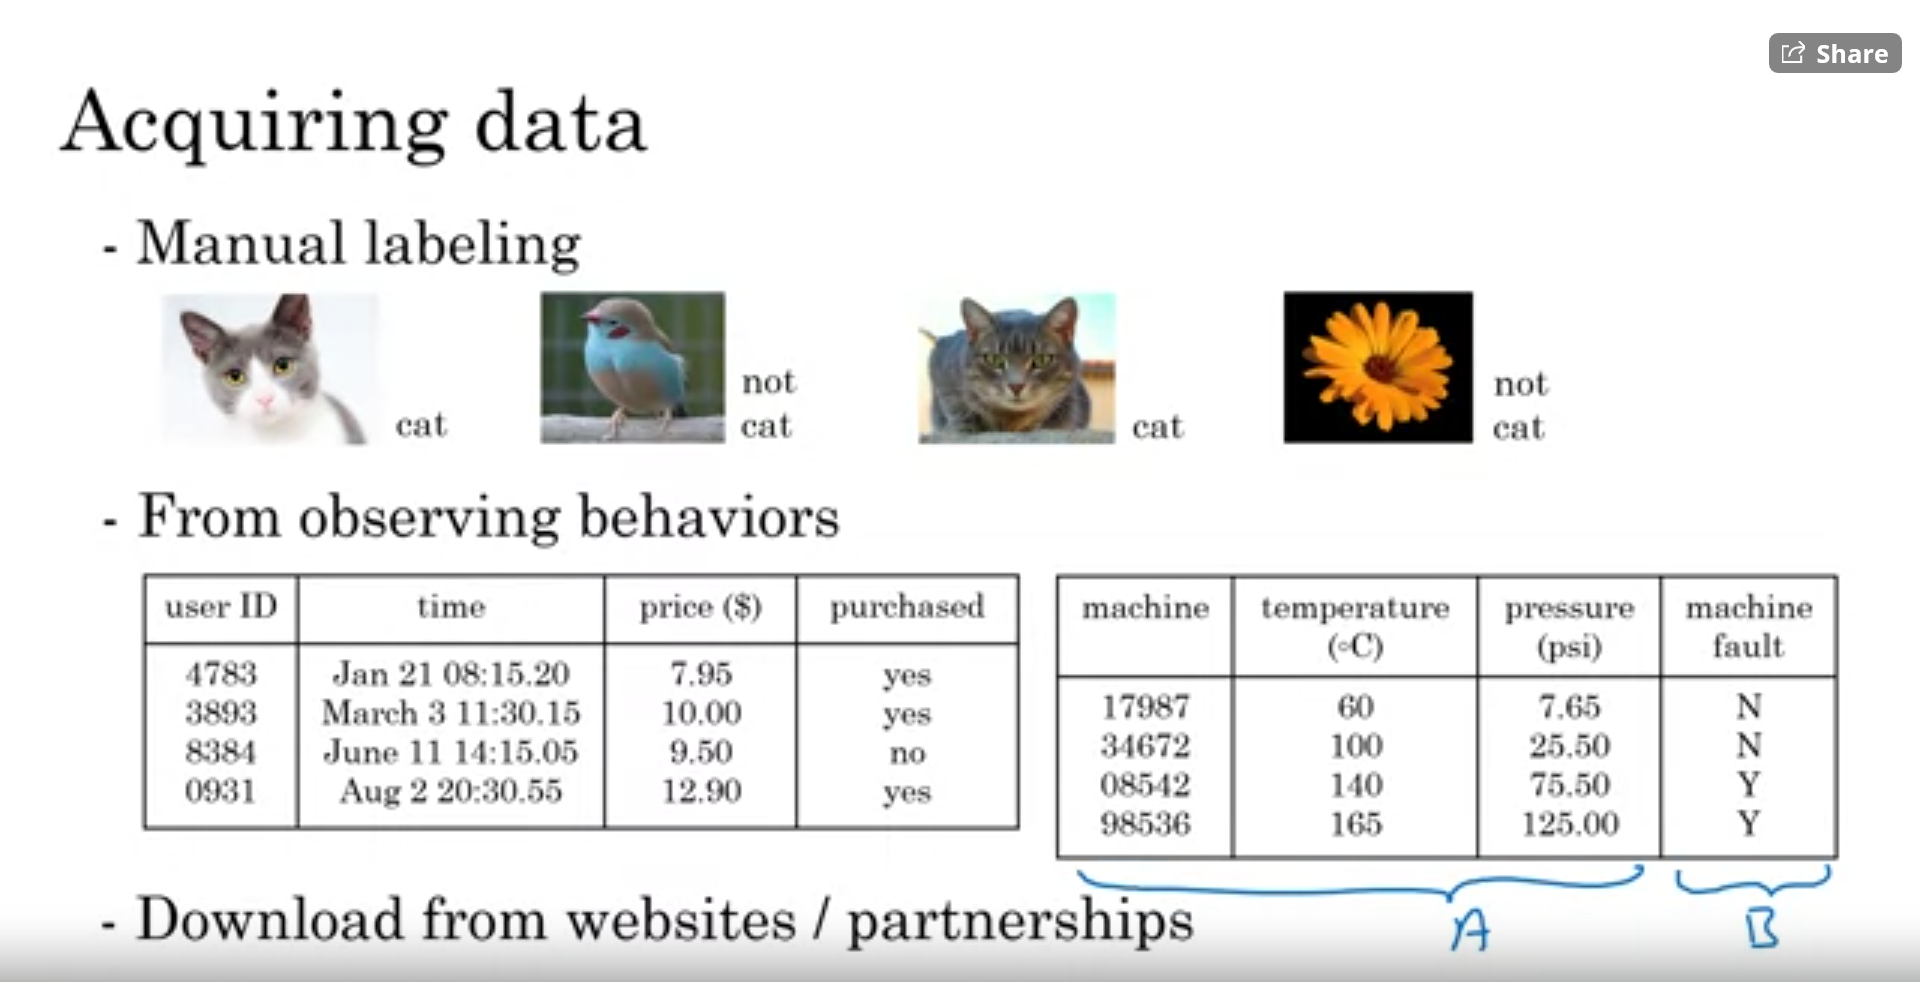 Share
Acquiring data
- Manual labeling
cat
not
cat
cat
not
cat
- From observing behaviors
user ID time price ($) purchased
4783 Jan 21 08:15.20 7.95 yes
3893 March 3 11:30.15 10.00 yes
8384 June 11 14:15.05 9.50 no
0931 Aug 2 20:30.55 12.90 yes
machine temperature pressure machine
(°C) (psi) fault
17987 60 7.65 N
34672 100 25.50 N
08542 140 75.50 Y
98536 165 125.00 Y
A B
- Download from websites / partnerships